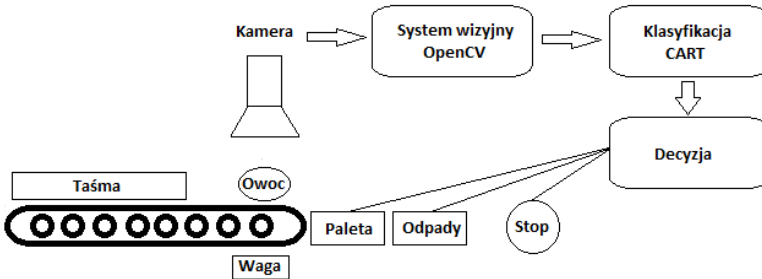 Kamera
System wizyjny
OpenCV
Klasyfikacja
CART
Decyzja
Taśma
Owoc
Paleta
Odpady
Stop
Waga